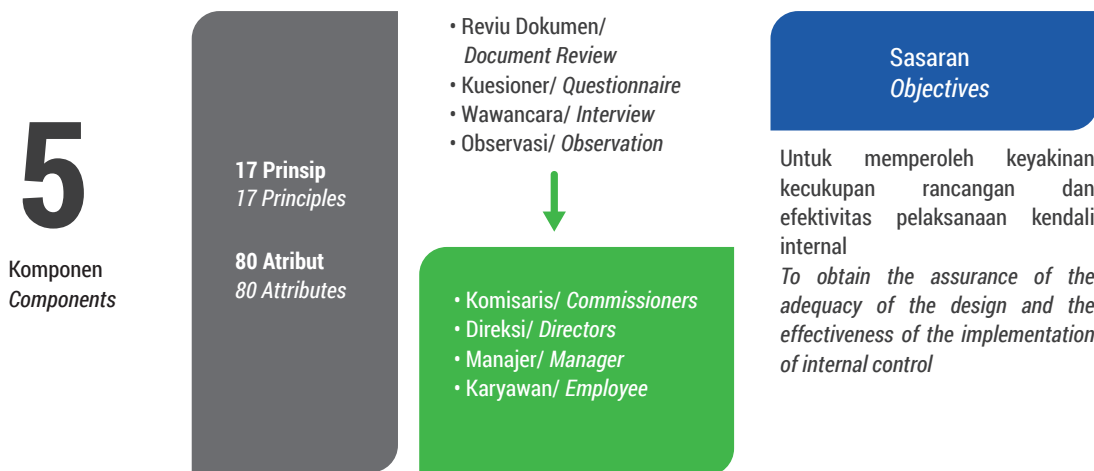 5
Komponen
Components
17 Prinsip
17 Principles
80 Atribut
80 Attributes
• Reviu Dokumen/
Document Review
• Kuesioner/ Questionnaire
• Wawancara/ Interview
• Observasi/ Observation
• Komisaris/ Commissioners
• Direksi/ Directors
• Manajer/ Manager
• Karyawan/ Employee
Sasaran
Objectives
Untuk memperoleh keyakinan
kecukupan rancangan dan
efektivitas pelaksanaan kendali
internal
To obtain the assurance of the
adequacy of the design and the
effectiveness of the implementation
of internal control